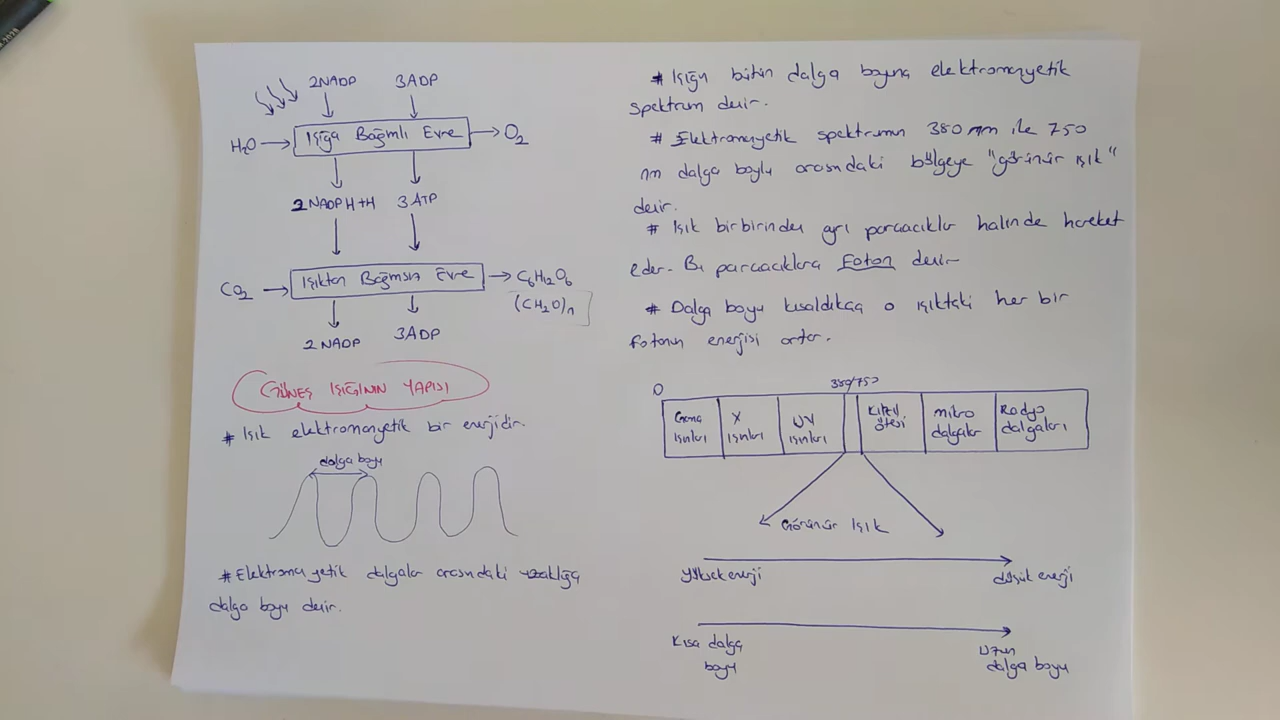 2NADP 3ADP
H₂O Işığa Bağımlı Evre O₂
2NADPH+H 3ATP
CO₂ Işıktan Bağımsız Evre C₆H₁₂O₆
(CH₂O)n
2NADP 3ADP
GÜNEŞ IŞIĞININ YAPISI
* Işık elektromanyetik bir enerjidir.
dalga boyu
* Elektromanyetik dalgalar arasındaki uzaklığa
dalga boyu denir.
* Işığın bütün dalga boyuna elektromanyetik
spektrum denir.
* Elektromanyetik spektrumun 380 nm ile 750
nm dalga boylu arasındaki bölgeye "görünür ışık"
denir.
* Işık birbirinden ayrı parçacıklar halinde hareket
eder. Bu parçacıklara Foton denir
* Dalga boyu kısaldıkça o ışıktaki her bir
fotonun enerjisi artar.
0 380/750
Gama ışınları
X ışınları
UV ışınları
Kızıl ötesi
mikro dalgalar
Radyo dalgaları
Görünür Işık
Yüksek enerji düşük enerji
Kısa dalga boyu
Uzun dalga boyu